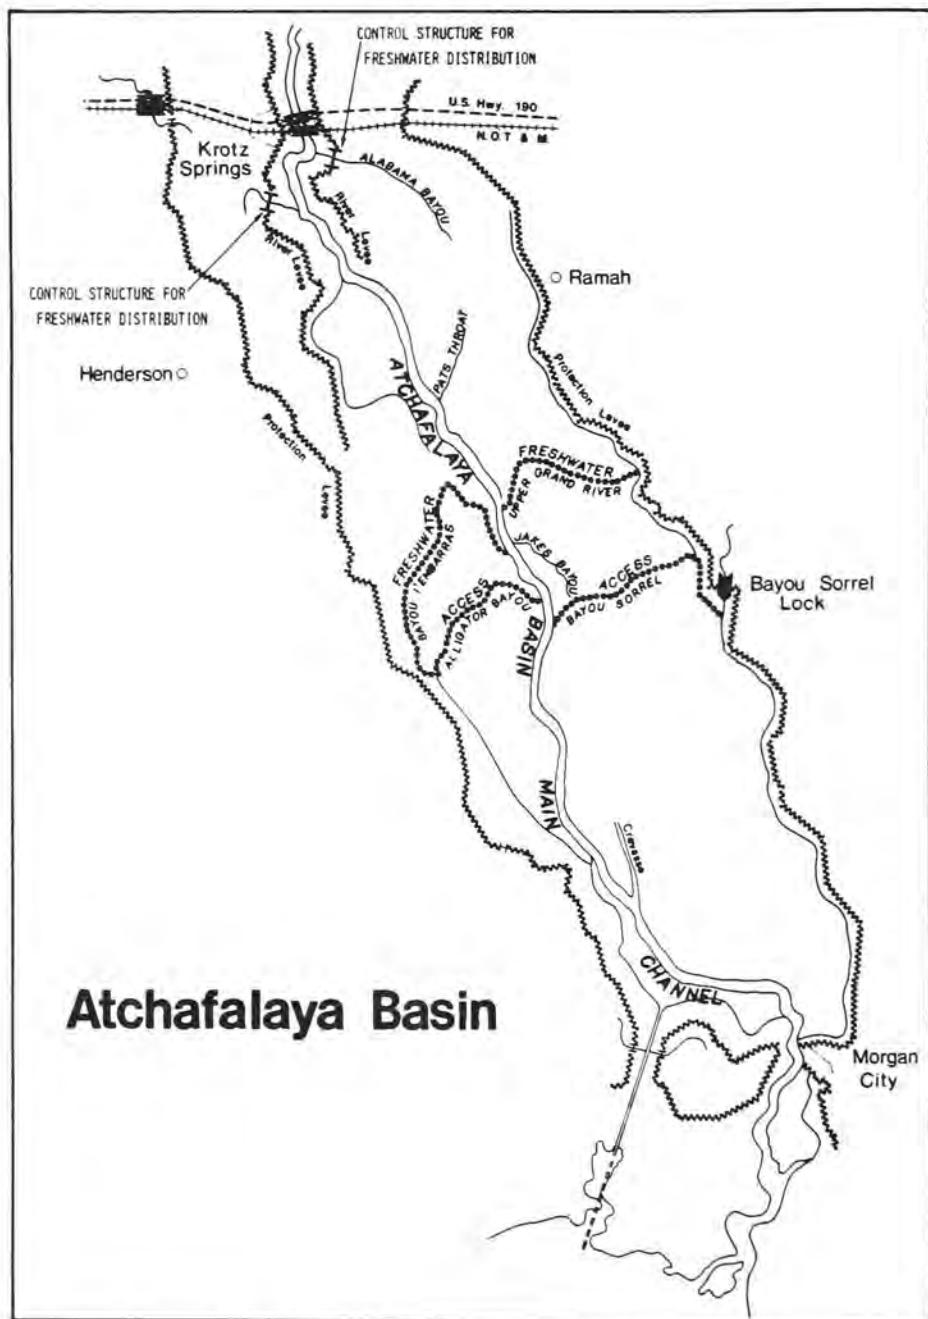 CONTROL STRUCTURE FOR
FRESHWATER DISTRIBUTION
U.S. Hwy. 190
N.O.T & M.
Krotz
Springs
ALABAMA BAYOU
River Levee
River Levee
Ramah
CONTROL STRUCTURE FOR
FRESHWATER DISTRIBUTION
Henderson
PATS THROAT
Protection Levee
ATCHAFALAYA
Protection
Levee
FRESHWATER
UPPER GRAND RIVER
FRESHWATER
BAYOU l'EMBARRAS
JAKES BAYOU
ACCESS
ALLIGATOR BAYOU
ACCESS
BAYOU SORREL
BASIN
Bayou Sorrel
Lock
MAIN
Crevasse
CHANNEL
Atchafalaya Basin
Morgan
City